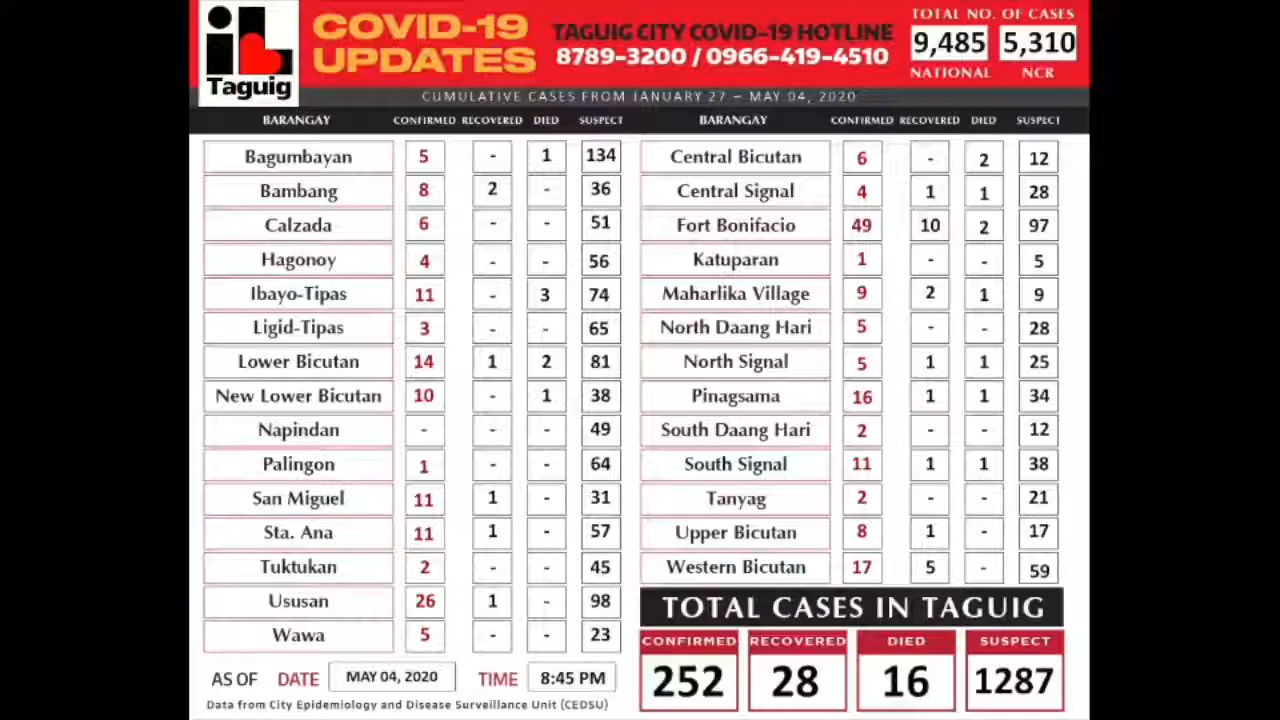 iL
Taguig
COVID-19
UPDATES
TAGUIG CITY COVID-19 HOTLINE
8789-3200 / 0966-419-4510
TOTAL NO. OF CASES
9,485 5,310
NATIONAL NCR
CUMULATIVE CASES FROM JANUARY 27 – MAY 04, 2020
BARANGAY CONFIRMED RECOVERED DIED SUSPECT
Bagumbayan 5 - 1 134
Bambang 8 2 - 36
Calzada 6 - - 51
Hagonoy 4 - - 56
Ibayo-Tipas 11 - 3 74
Ligid-Tipas 3 - - 65
Lower Bicutan 14 1 2 81
New Lower Bicutan 10 - 1 38
Napindan - - - 49
Palingon 1 - - 64
San Miguel 11 1 - 31
Sta. Ana 11 1 - 57
Tuktukan 2 - - 45
Ususan 26 1 - 98
Wawa 5 - - 23
AS OF DATE MAY 04, 2020 TIME 8:45 PM
Data from City Epidemiology and Disease Surveillance Unit (CEDSU)
BARANGAY CONFIRMED RECOVERED DIED SUSPECT
Central Bicutan 6 - 2 12
Central Signal 4 1 1 28
Fort Bonifacio 49 10 2 97
Katuparan 1 - - 5
Maharlika Village 9 2 1 9
North Daang Hari 5 - - 28
North Signal 5 1 1 25
Pinagsama 16 1 1 34
South Daang Hari 2 - - 12
South Signal 11 1 1 38
Tanyag 2 - - 21
Upper Bicutan 8 1 - 17
Western Bicutan 17 5 - 59
TOTAL CASES IN TAGUIG
CONFIRMED RECOVERED DIED SUSPECT
252 28 16 1287